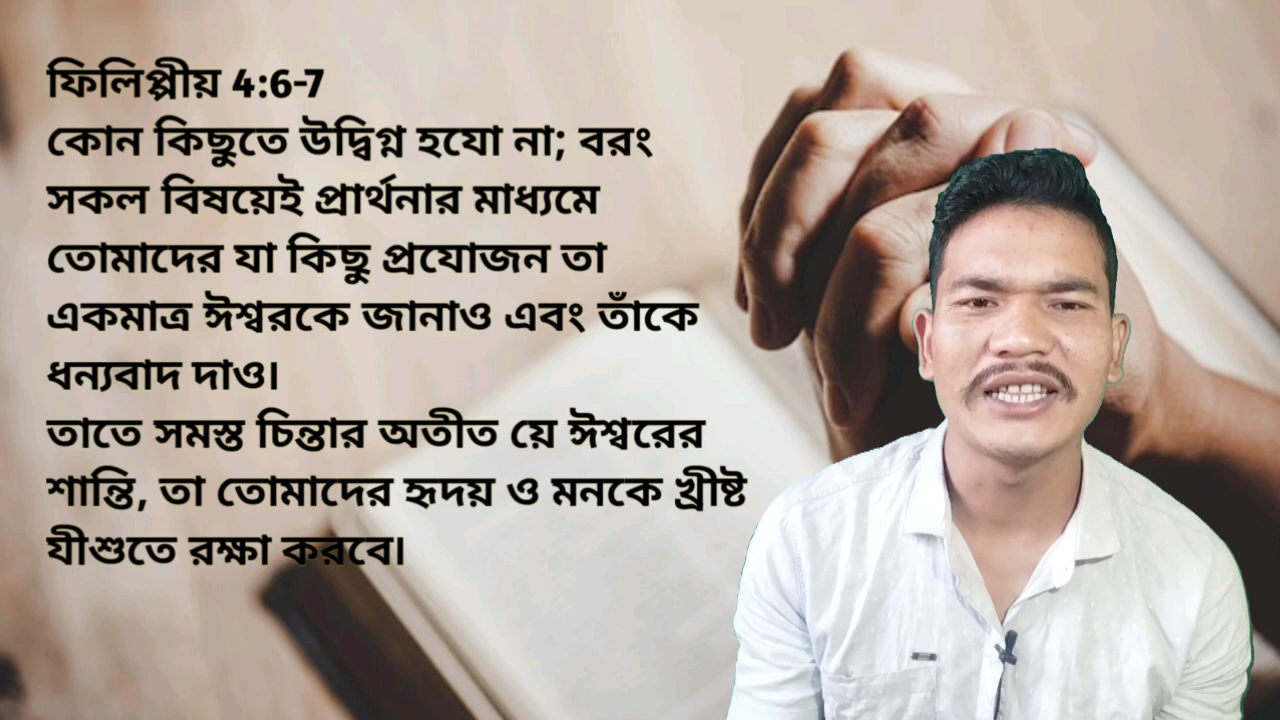 ফিলিপ্পীয় 4:6-7
কোন কিছুতে উদ্বিগ্ন হযো না; বরং
সকল বিষয়েই প্রার্থনার মাধ্যমে
তোমাদের যা কিছু প্রযোজন তা
একমাত্র ঈশ্বরকে জানাও এবং তাঁকে
ধন্যবাদ দাও।
তাতে সমস্ত চিন্তার অতীত য়ে ঈশ্বরের
শান্তি, তা তোমাদের হৃদয় ও মনকে খ্রীষ্ট
যীশুতে রক্ষা করবে।